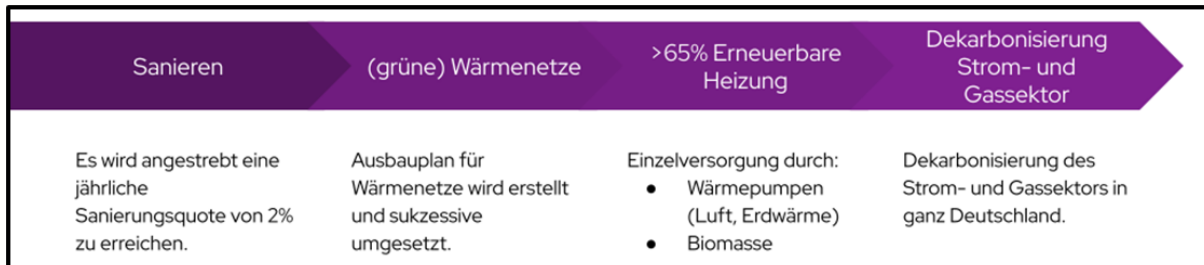 Sanieren
(grüne) Wärmenetze
>65% Erneuerbare
Heizung
Dekarbonisierung
Strom- und
Gassektor
Es wird angestrebt eine
jährliche
Sanierungsquote von 2%
zu erreichen.
Ausbauplan für
Wärmenetze wird erstellt
und sukzessive
umgesetzt.
Einzelversorgung durch:
● Wärmepumpen
(Luft, Erdwärme)
● Biomasse
Dekarbonisierung des
Strom- und Gassektors in
ganz Deutschland.